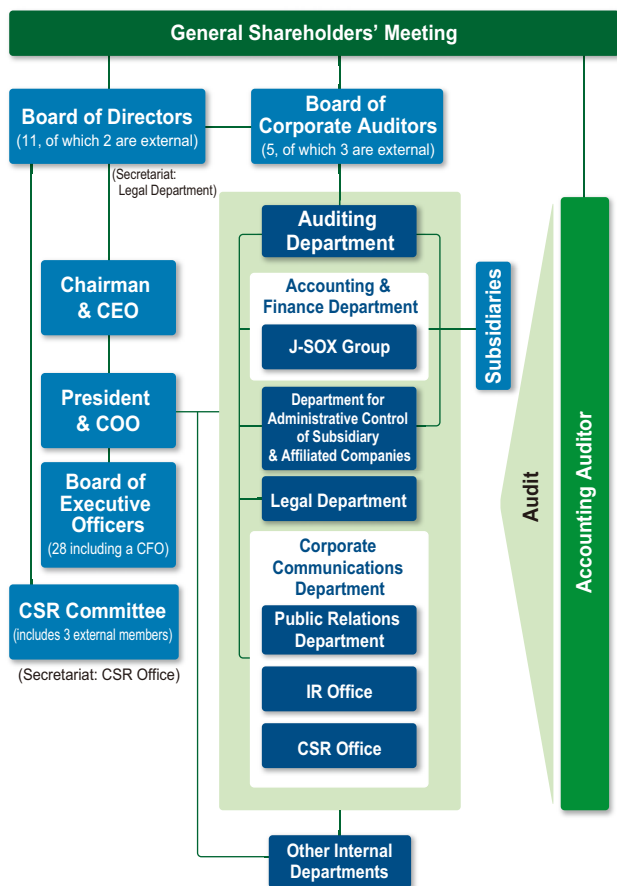 General Shareholders’ Meeting
Board of Directors
(11, of which 2 are external)
Board of
Corporate Auditors
(5, of which 3 are external)
(Secretariat:
Legal Department)
Auditing
Department
Chairman
& CEO
Accounting &
Finance Department
J-SOX Group
Subsidiaries
President
& COO
Department for
Administrative Control
of Subsidiary
& Affiliated Companies
Board of
Executive
Officers
(28 including a CFO)
Legal Department
Audit
Accounting Auditor
Corporate
Communications
Department
CSR Committee
(includes 3 external members)
(Secretariat: CSR Office)
Public Relations
Department
IR Office
CSR Office
Other Internal
Departments